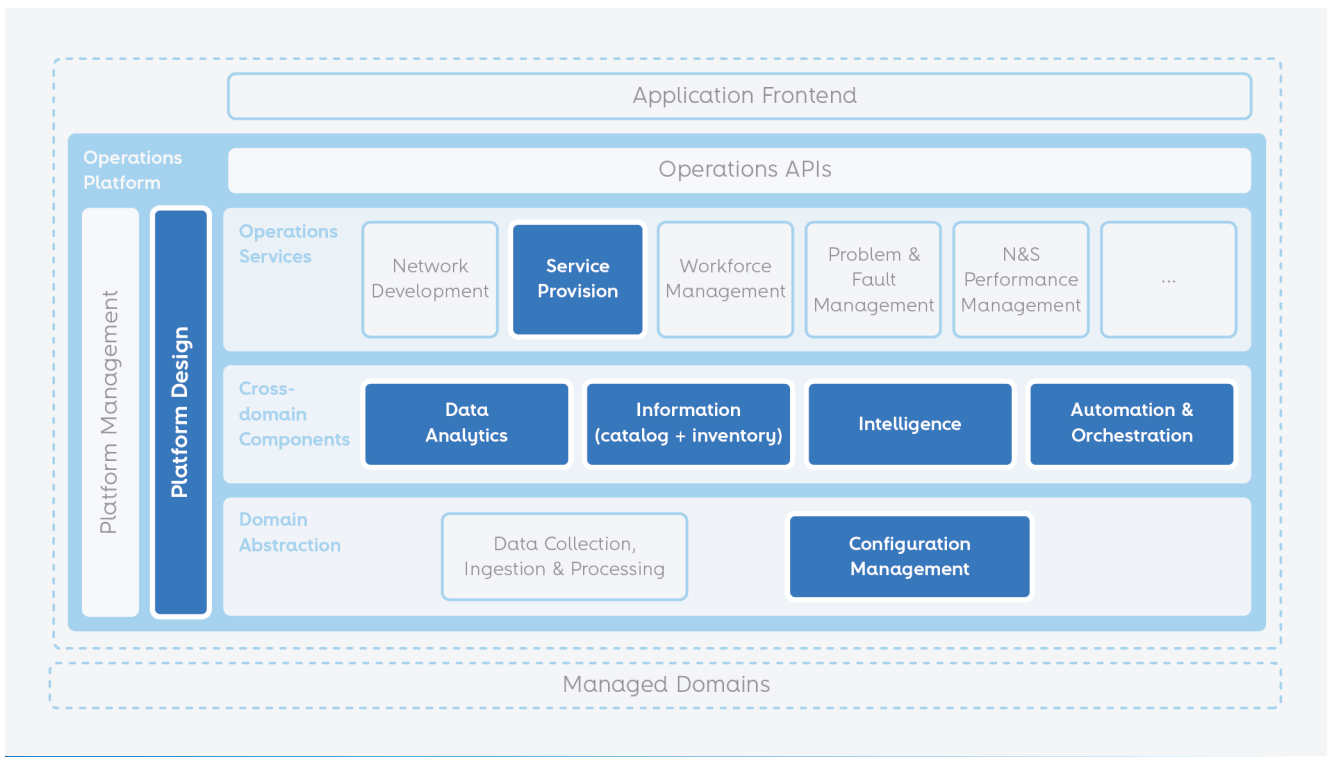 Application Frontend
Operations
Platform
Operations APIs
Platform Management
Platform Design
Operations
Services
Network
Development
Service
Provision
Workforce
Management
Problem &
Fault
Management
N&S
Performance
Management
...
Cross-
domain
Components
Data
Analytics
Information
(catalog + inventory)
Intelligence
Automation &
Orchestration
Domain
Abstraction
Data Collection,
Ingestion & Processing
Configuration
Management
Managed Domains